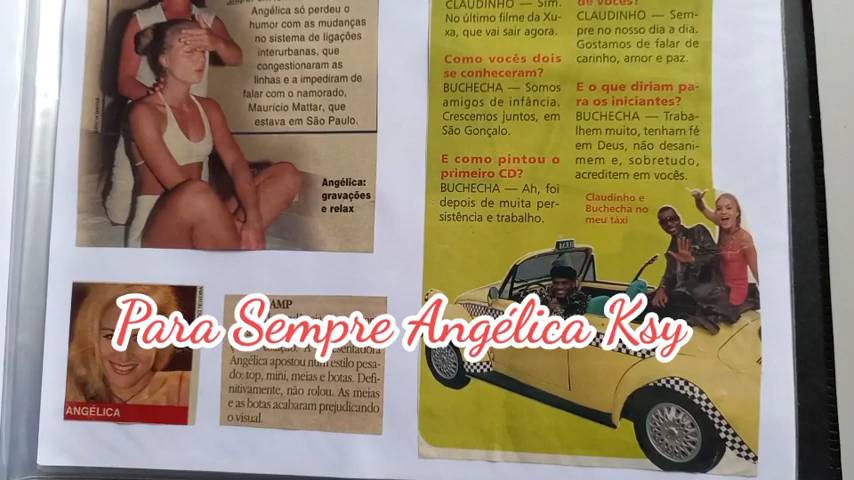 Angélica só perdeu o
humor com as mudanças
no sistema de ligações
interurbanas, que
congestionaram as
linhas e a impediram de
falar com o namorado,
Maurício Mattar, que
estava em São Paulo.
Angélica:
gravações
e relax
ANGÉLICA
AMP
Angélica apostou num estilo pesa-
do: top, mini, meias e botas. Defi-
nitivamente, não rolou. As meias
e as botas acabaram prejudicando
o visual.
CLAUDINHO — Sim.
No último filme da Xu-
xa, que vai sair agora.
Como vocês dois
se conheceram?
BUCHECHA — Somos
amigos de infância.
Crescemos juntos, em
São Gonçalo.
E como pintou o
primeiro CD?
BUCHECHA — Ah, foi
depois de muita per-
sistência e trabalho.
de vocês?
CLAUDINHO — Sem-
pre no nosso dia a dia.
Gostamos de falar de
carinho, amor e paz.
E o que diriam pa-
ra os iniciantes?
BUCHECHA — Traba-
lhem muito, tenham fé
em Deus, não desani-
mem e, sobretudo,
acreditem em vocês.
Claudinho e
Buchecha no
meu táxi
TAXI
Para Sempre Angélica Ksy